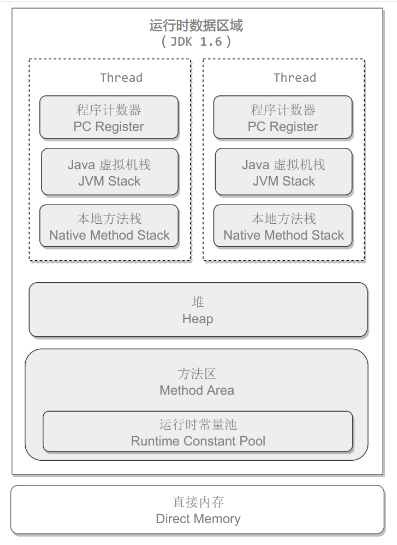 运行时数据区域
（ JDK 1.6 ）
Thread
程序计数器
PC Register
Java 虚拟机栈
JVM Stack
本地方法栈
Native Method Stack
Thread
程序计数器
PC Register
Java 虚拟机栈
JVM Stack
本地方法栈
Native Method Stack
堆
Heap
方法区
Method Area
运行时常量池
Runtime Constant Pool
直接内存
Direct Memory